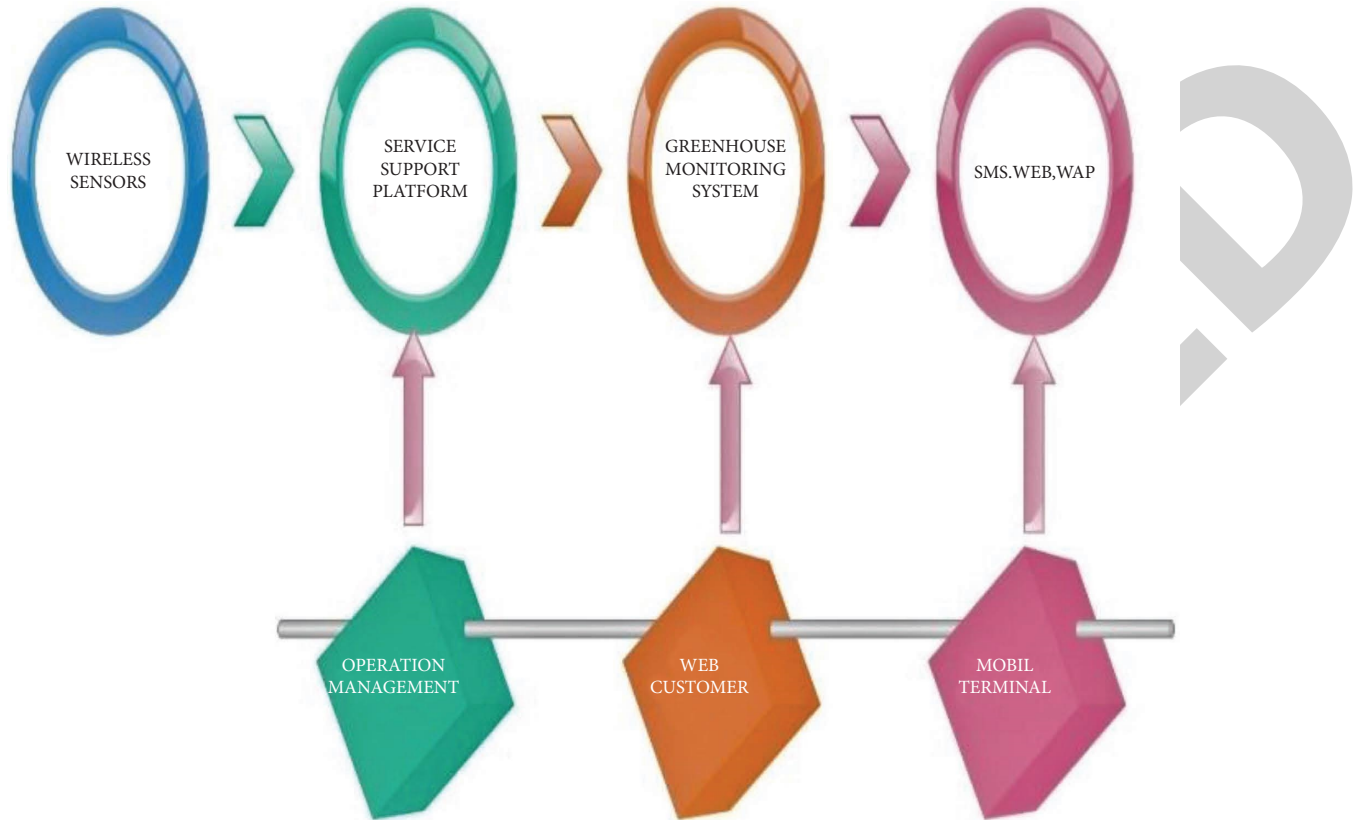 WIRELESS
SENSORS
SERVICE
SUPPORT
PLATFORM
GREENHOUSE
MONITORING
SYSTEM
SMS.WEB,WAP
OPERATION
MANAGEMENT
WEB
CUSTOMER
MOBIL
TERMINAL